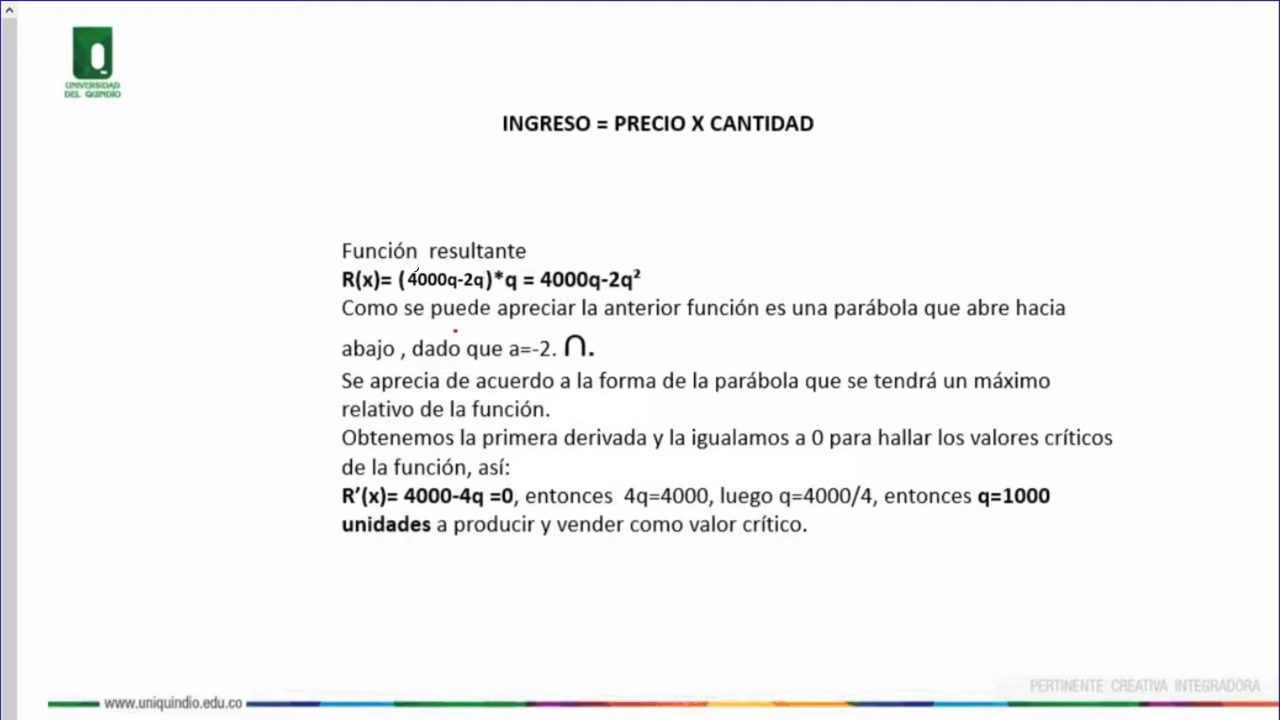 UNIVERSIDAD
DEL QUINDÍO
INGRESO = PRECIO X CANTIDAD
Función resultante
R(x)= (4000q-2q)*q = 4000q-2q²
Como se puede apreciar la anterior función es una parábola que abre hacia
abajo , dado que a=-2. ∩.
Se aprecia de acuerdo a la forma de la parábola que se tendrá un máximo
relativo de la función.
Obtenemos la primera derivada y la igualamos a 0 para hallar los valores críticos
de la función, así:
R’(x)= 4000-4q =0, entonces 4q=4000, luego q=4000/4, entonces q=1000
unidades a producir y vender como valor crítico.
PERTINENTE CREATIVA INTEGRADORA
www.uniquindio.edu.co